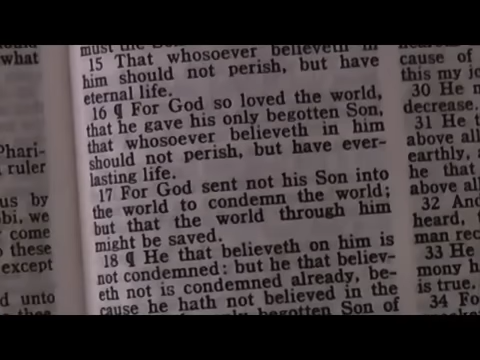 what
Phari-
ruler
us by
bi, we
come
these
except
d unto
must the
15 That whosoever believeth in
him should not perish, but have
eternal life.
16 ¶ For God so loved the world,
that he gave his only begotten Son,
that whosoever believeth in him
should not perish, but have ever-
lasting life.
17 For God sent not his Son into
the world to condemn the world;
but that the world through him
might be saved.
18 ¶ He that believeth on him is
not condemned: but he that believ-
eth not is condemned already, be-
cause he hath not believed in the
begotten Son of
cause of
this my jo
30 He m
decrease.
31 He t
above all
earthly, a
he that
above all
32 And
heard, t
man rec
33 He
mony h
is true.
34 Fo